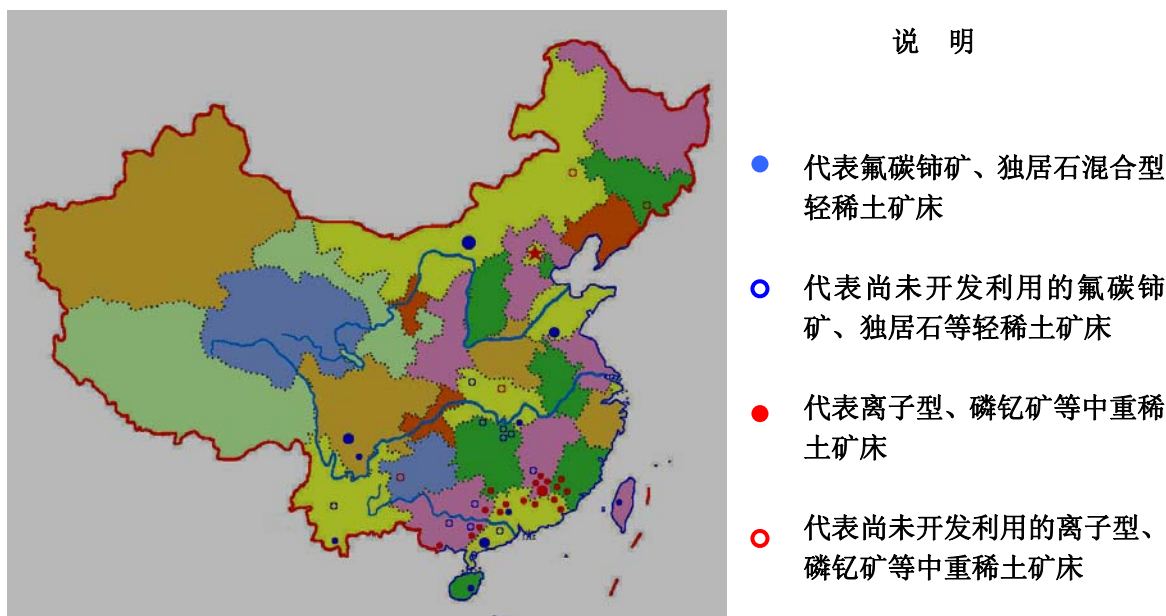 说 明
代表氟碳铈矿、独居石混合型
轻稀土矿床
代表尚未开发利用的氟碳铈
矿、独居石等轻稀土矿床
代表离子型、磷钇矿等中重稀
土矿床
代表尚未开发利用的离子型、
磷钇矿等中重稀土矿床